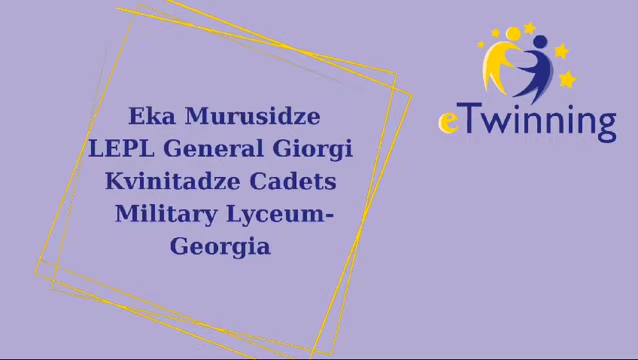 Eka Murusidze
LEPL General Giorgi
Kvinitadze Cadets
Military Lyceum-
Georgia
eTwinning